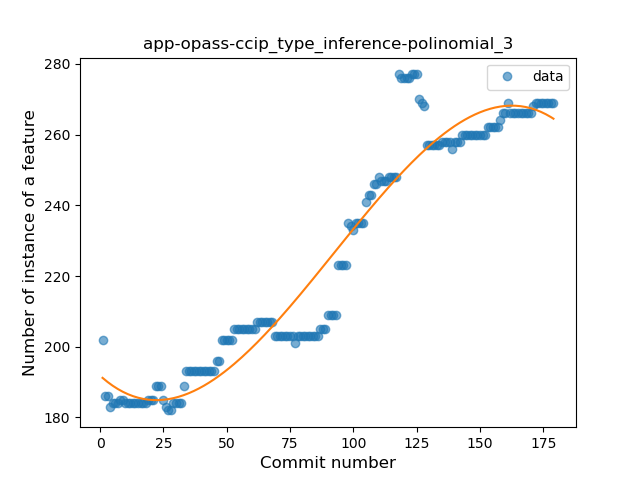 app-opass-ccip_type_inference-polinomial_3
data
Number of instance of a feature
280
260
240
220
200
180
0 25 50 75 100 125 150 175
Commit number